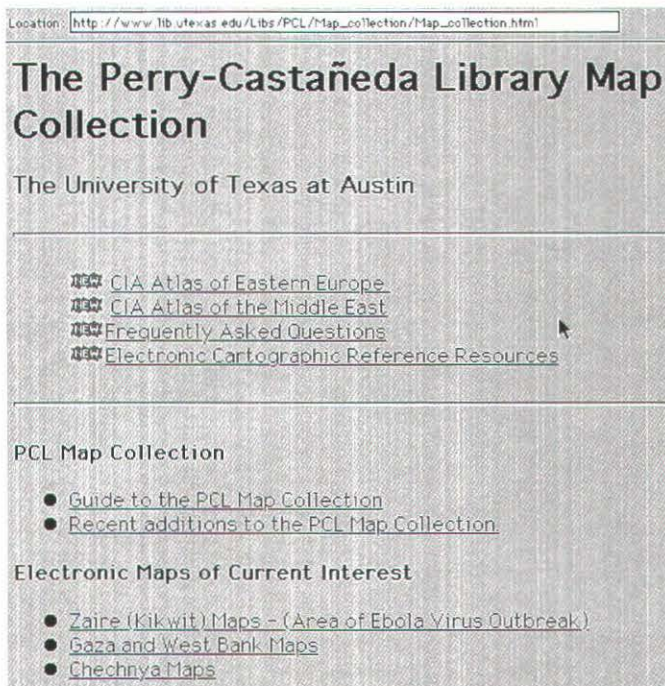 Location: http://www.lib.utexas.edu/Libs/PCL/Map_collection/Map_collection.html
The Perry-Castañeda Library Map
Collection
The University of Texas at Austin
NEW CIA Atlas of Eastern Europe
NEW CIA Atlas of the Middle East
NEW Frequently Asked Questions
NEW Electronic Cartographic Reference Resources
PCL Map Collection
● Guide to the PCL Map Collection
● Recent additions to the PCL Map Collection
Electronic Maps of Current Interest
● Zaire (Kikwit) Maps - (Area of Ebola Virus Outbreak)
● Gaza and West Bank Maps
● Chechnya Maps